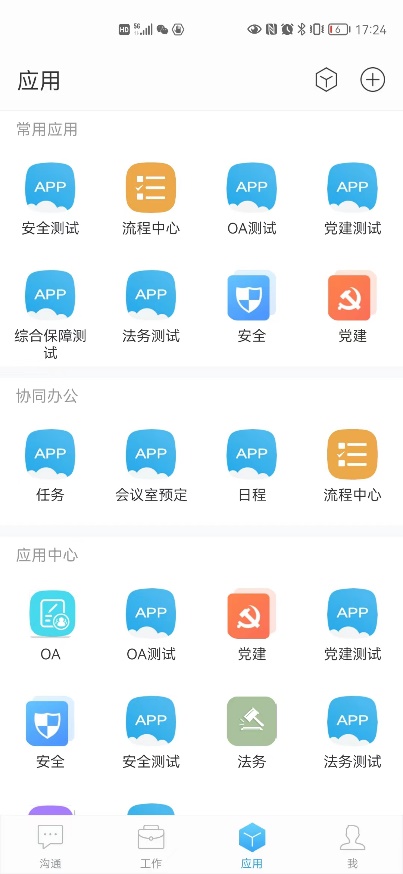 HD 5G 6 17:24
应用
常用应用
APP APP APP
安全测试 流程中心 OA测试 党建测试
APP APP
综合保障测试 法务测试 安全 党建
协同办公
APP APP APP
任务 会议室预定 日程 流程中心
应用中心
APP APP
OA OA测试 党建 党建测试
APP APP
安全 安全测试 法务 法务测试
沟通 工作 应用 我